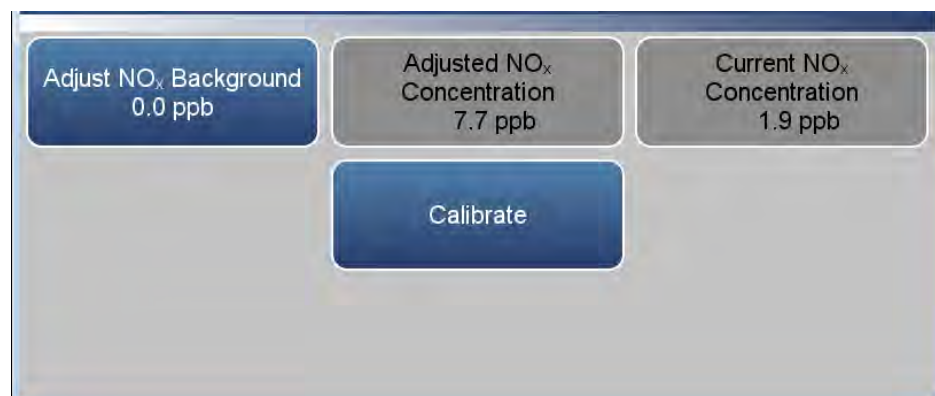 Adjust NOₓ Background
0.0 ppb
Adjusted NOₓ
Concentration
7.7 ppb
Current NOₓ
Concentration
1.9 ppb
Calibrate